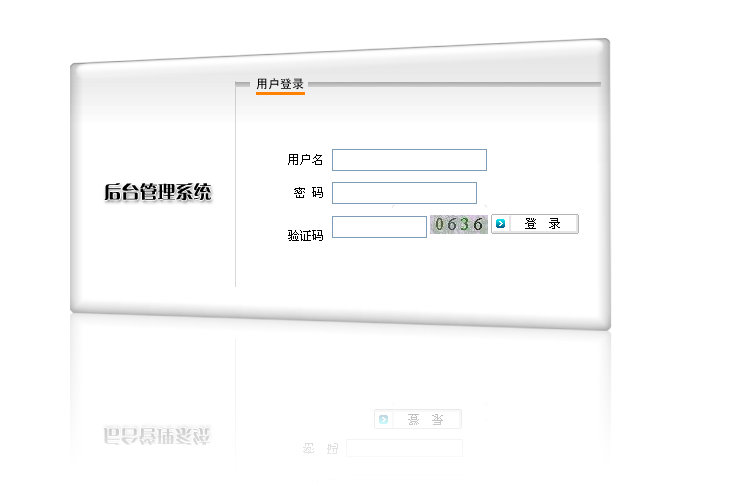 用户登录
用户名
后台管理系统
密 码
验证码 0636 登 录